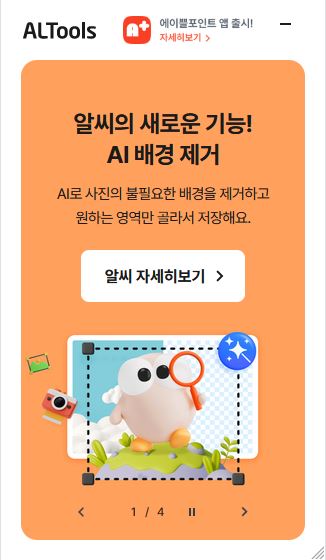 ALTools
에이쁠포인트 앱 출시!
자세히보기 >
A+
알씨의 새로운 기능!
AI 배경 제거
AI로 사진의 불필요한 배경을 제거하고
원하는 영역만 골라서 저장해요.
알씨 자세히보기 >
1 / 4